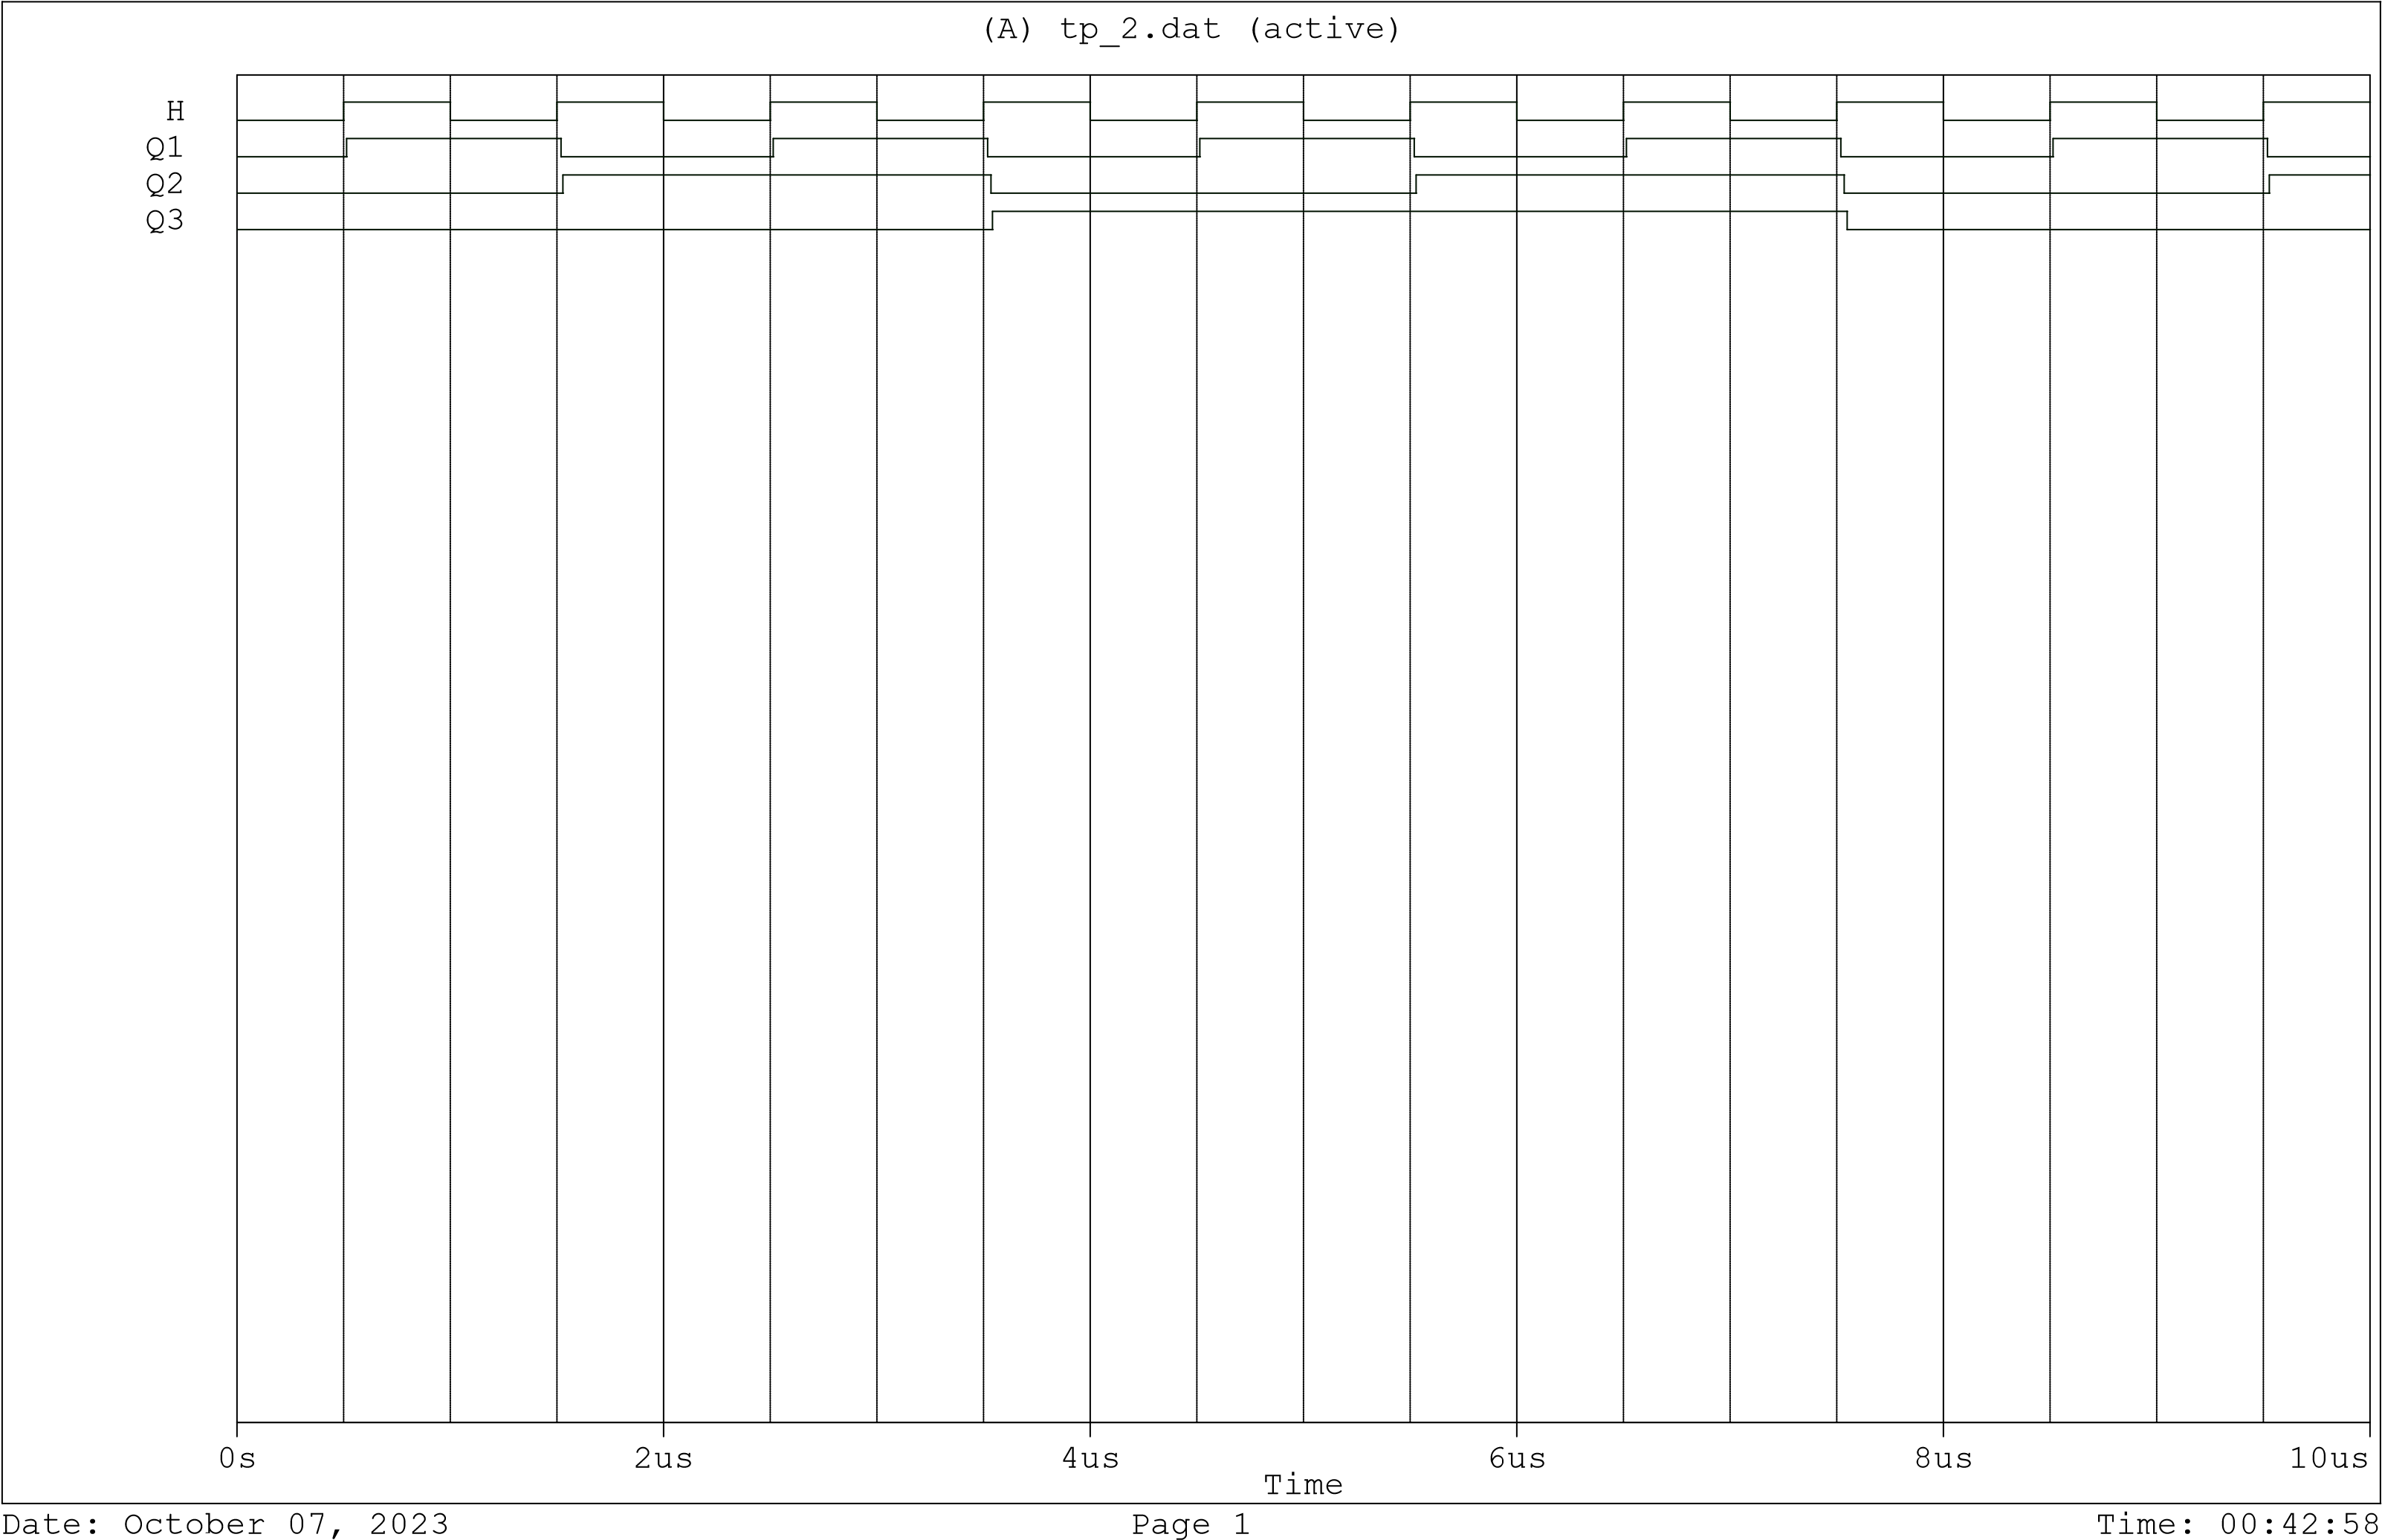 (A) tp_2.dat (active)
H
Q1
Q2
Q3
0s 2us 4us 6us 8us 10us
Time
Date: October 07, 2023 Page 1 Time: 00:42:58